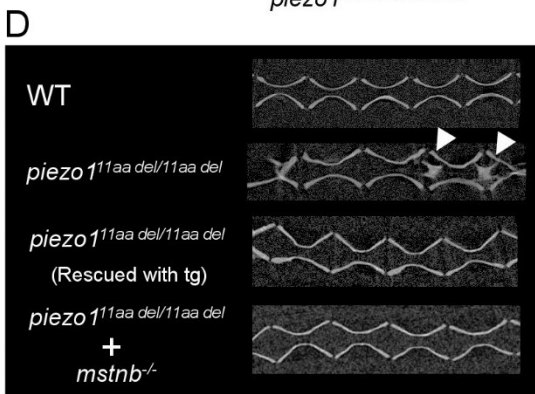 piezo1
D
WT
piezo1 11aa del/11aa del
piezo1 11aa del/11aa del
(Rescued with tg)
piezo1 11aa del/11aa del
+
mstnb-/-